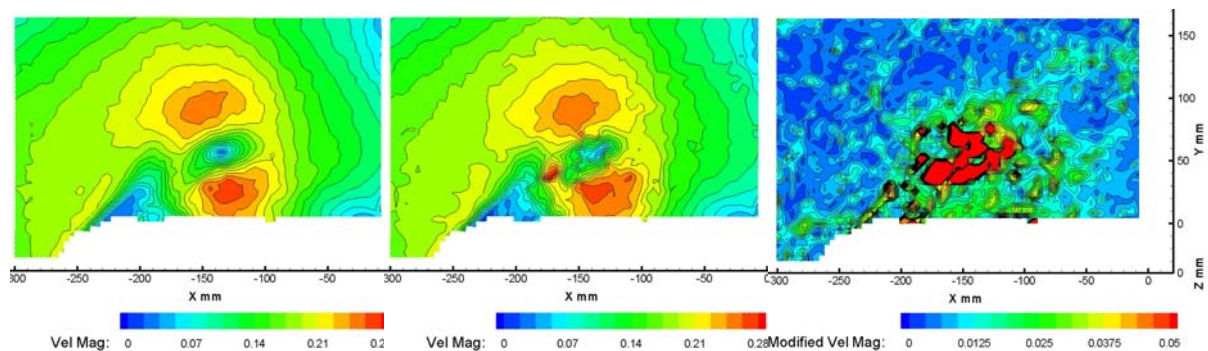 150
100
50
0
Y mm
0
Z mm
300 -250 -200 -150 -100 -50
X mm
300 -250 -200 -150 -100 -50 0
X mm
-300 -250 -200 -150 -100 -50 0
X mm
Vel Mag: 0 0.07 0.14 0.21 0.2
Vel Mag: 0 0.07 0.14 0.21 0.28
Modified Vel Mag: 0 0.0125 0.025 0.0375 0.05